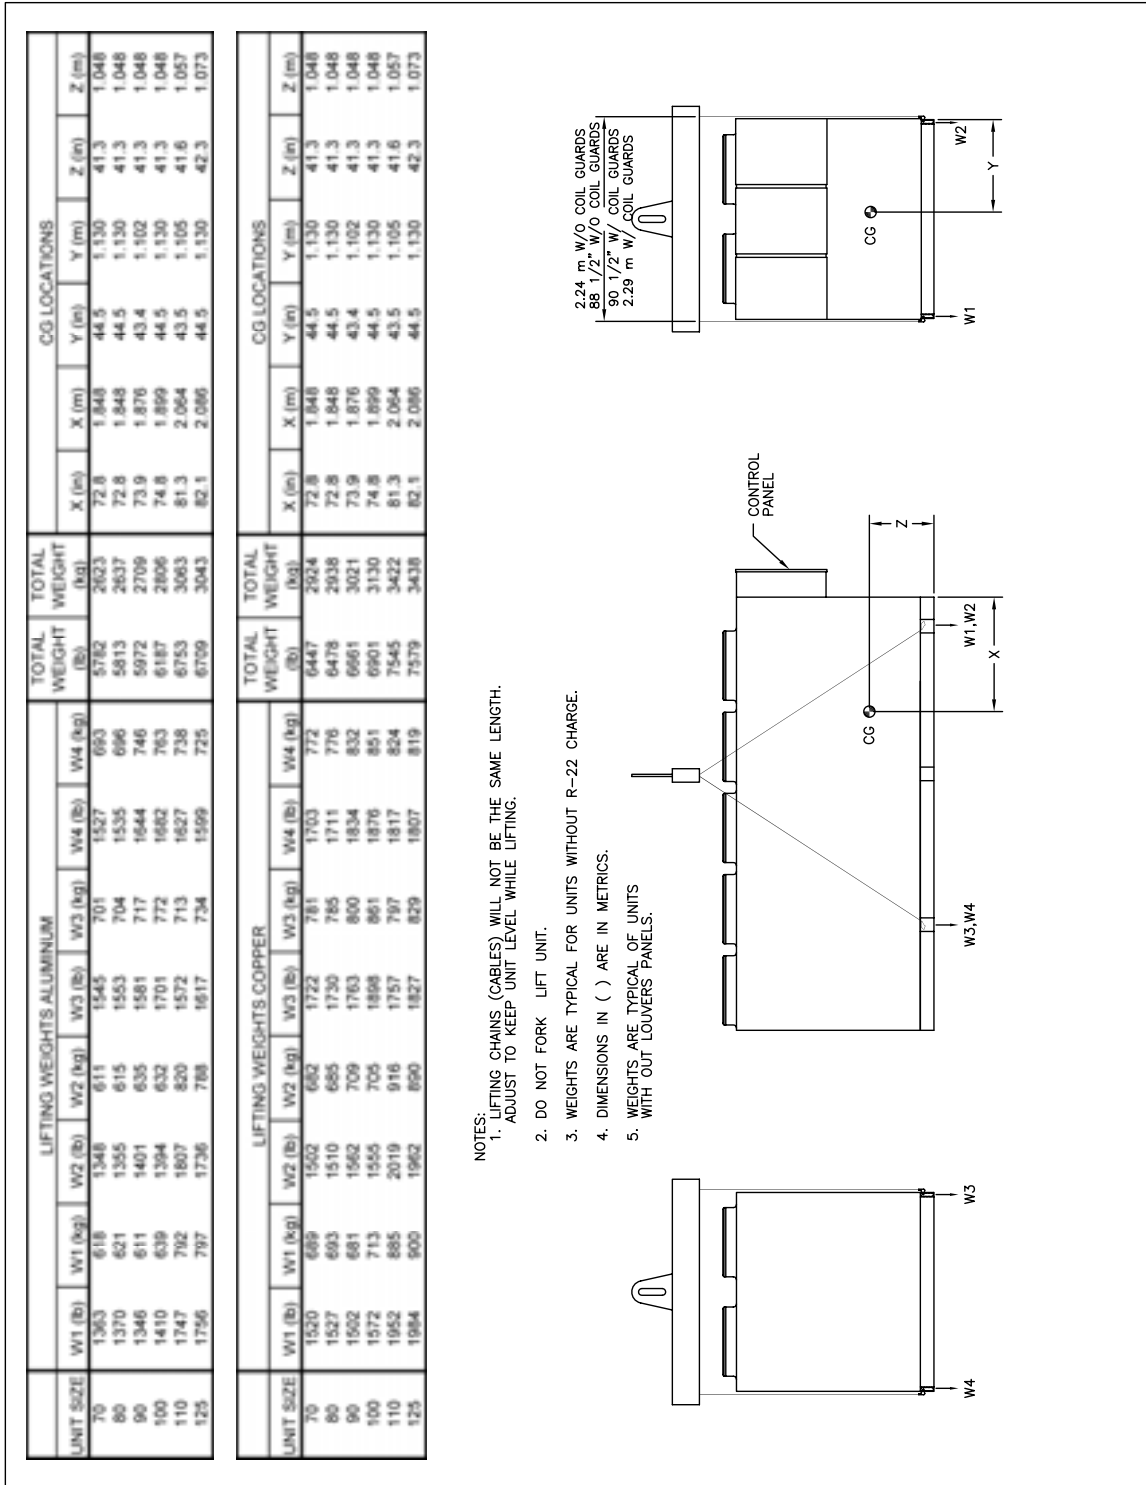 LIFTING WEIGHTS ALUMINUM TOTAL WEIGHT TOTAL WEIGHT CG LOCATIONS
UNIT SIZE W1 (lb) W1 (kg) W2 (lb) W2 (kg) W3 (lb) W3 (kg) W4 (lb) W4 (kg) (lb) (kg) X (in) X (m) Y (in) Y (m) Z (in) Z (m)
70 1363 618 1348 611 1545 701 1527 693 5782 2623 72.8 1.848 44.5 1.130 41.3 1.048
80 1370 621 1355 615 1553 704 1535 696 5813 2637 72.8 1.848 44.5 1.130 41.3 1.048
90 1346 611 1401 635 1581 717 1644 746 5972 2709 73.9 1.876 43.4 1.102 41.3 1.048
100 1410 639 1394 632 1701 772 1682 763 6187 2806 74.8 1.899 44.5 1.130 41.3 1.048
110 1747 792 1807 820 1572 713 1627 738 6753 3063 81.3 2.064 43.5 1.105 41.6 1.057
125 1756 797 1736 788 1617 734 1599 725 6709 3043 82.1 2.086 44.5 1.130 42.3 1.073
LIFTING WEIGHTS COPPER TOTAL WEIGHT TOTAL WEIGHT CG LOCATIONS
UNIT SIZE W1 (lb) W1 (kg) W2 (lb) W2 (kg) W3 (lb) W3 (kg) W4 (lb) W4 (kg) (lb) (kg) X (in) X (m) Y (in) Y (m) Z (in) Z (m)
70 1520 689 1502 682 1722 781 1703 772 6447 2924 72.8 1.848 44.5 1.130 41.3 1.048
80 1527 693 1510 685 1730 785 1711 776 6478 2938 72.8 1.848 44.5 1.130 41.3 1.048
90 1502 681 1562 709 1763 800 1834 832 6661 3021 73.9 1.876 43.4 1.102 41.3 1.048
100 1572 713 1555 705 1898 861 1876 851 6901 3130 74.8 1.899 44.5 1.130 41.3 1.048
110 1952 885 2019 916 1757 797 1817 824 7545 3422 81.3 2.064 43.5 1.105 41.6 1.057
125 1984 900 1962 890 1827 829 1807 819 7579 3438 82.1 2.086 44.5 1.130 42.3 1.073
NOTES:
1. LIFTING CHAINS (CABLES) WILL NOT BE THE SAME LENGTH.
ADJUST TO KEEP UNIT LEVEL WHILE LIFTING.
2. DO NOT FORK LIFT UNIT.
3. WEIGHTS ARE TYPICAL FOR UNITS WITHOUT R-22 CHARGE.
4. DIMENSIONS IN ( ) ARE IN METRICS.
5. WEIGHTS ARE TYPICAL OF UNITS
WITH OUT LOUVERS PANELS.
W4
W3
CONTROL
PANEL
CG
Z
W3,W4
W1,W2
X
2.24 m W/O COIL GUARDS
88 1/2" W/O COIL GUARDS
90 1/2" W/ COIL GUARDS
2.29 m W/ COIL GUARDS
CG
Y
W1
W2